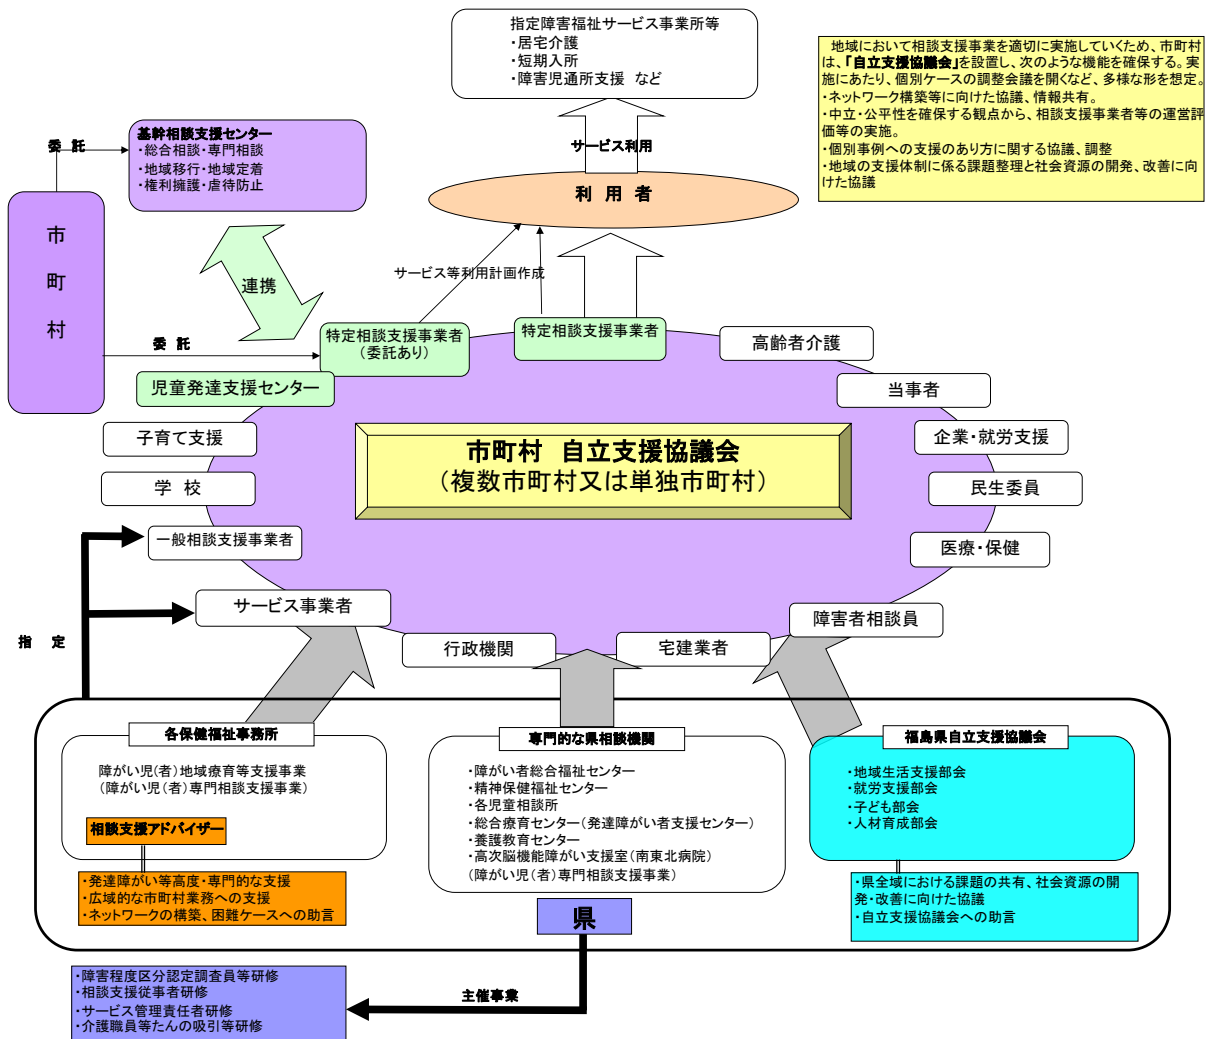 指定障害福祉サービス事業所等
・居宅介護
・短期入所
・障害児通所支援 など
地域において相談支援事業を適切に実施していくため、市町村
は、「自立支援協議会」を設置し、次のような機能を確保する。実
施にあたり、個別ケースの調整会議を開くなど、多様な形を想定。
・ネットワーク構築等に向けた協議、情報共有。
・中立・公平性を確保する観点から、相談支援事業者等の運営評
価等の実施。
・個別事例への支援のあり方に関する協議、調整
・地域の支援体制に係る課題整理と社会資源の開発、改善に向
けた協議
委 託
基幹相談支援センター
・総合相談・専門相談
・地域移行・地域定着
・権利擁護・虐待防止
サービス利用
利 用 者
市
町
村
連携
サービス等利用計画作成
委 託
特定相談支援事業者
(委託あり)
特定相談支援事業者
高齢者介護
児童発達支援センター
当事者
子育て支援
企業・就労支援
市町村 自立支援協議会
(複数市町村又は単独市町村)
学 校
民生委員
一般相談支援事業者
医療・保健
サービス事業者
障害者相談員
指 定
行政機関
宅建業者
各保健福祉事務所
障がい児(者)地域療育等支援事業
(障がい児(者)専門相談支援事業)
相談支援アドバイザー
・発達障がい等高度・専門的な支援
・広域的な市町村業務への支援
・ネットワークの構築、困難ケースへの助言
専門的な県相談機関
・障がい者総合福祉センター
・精神保健福祉センター
・各児童相談所
・総合療育センター(発達障がい者支援センター)
・養護教育センター
・高次脳機能障がい支援室(南東北病院)
(障がい児(者)専門相談支援事業)
福島県自立支援協議会
・地域生活支援部会
・就労支援部会
・子ども部会
・人材育成部会
・県全域における課題の共有、社会資源の開
発・改善に向けた協議
・自立支援協議会への助言
県
主催事業
・障害程度区分認定調査員等研修
・相談支援従事者研修
・サービス管理責任者研修
・介護職員等たんの吸引等研修